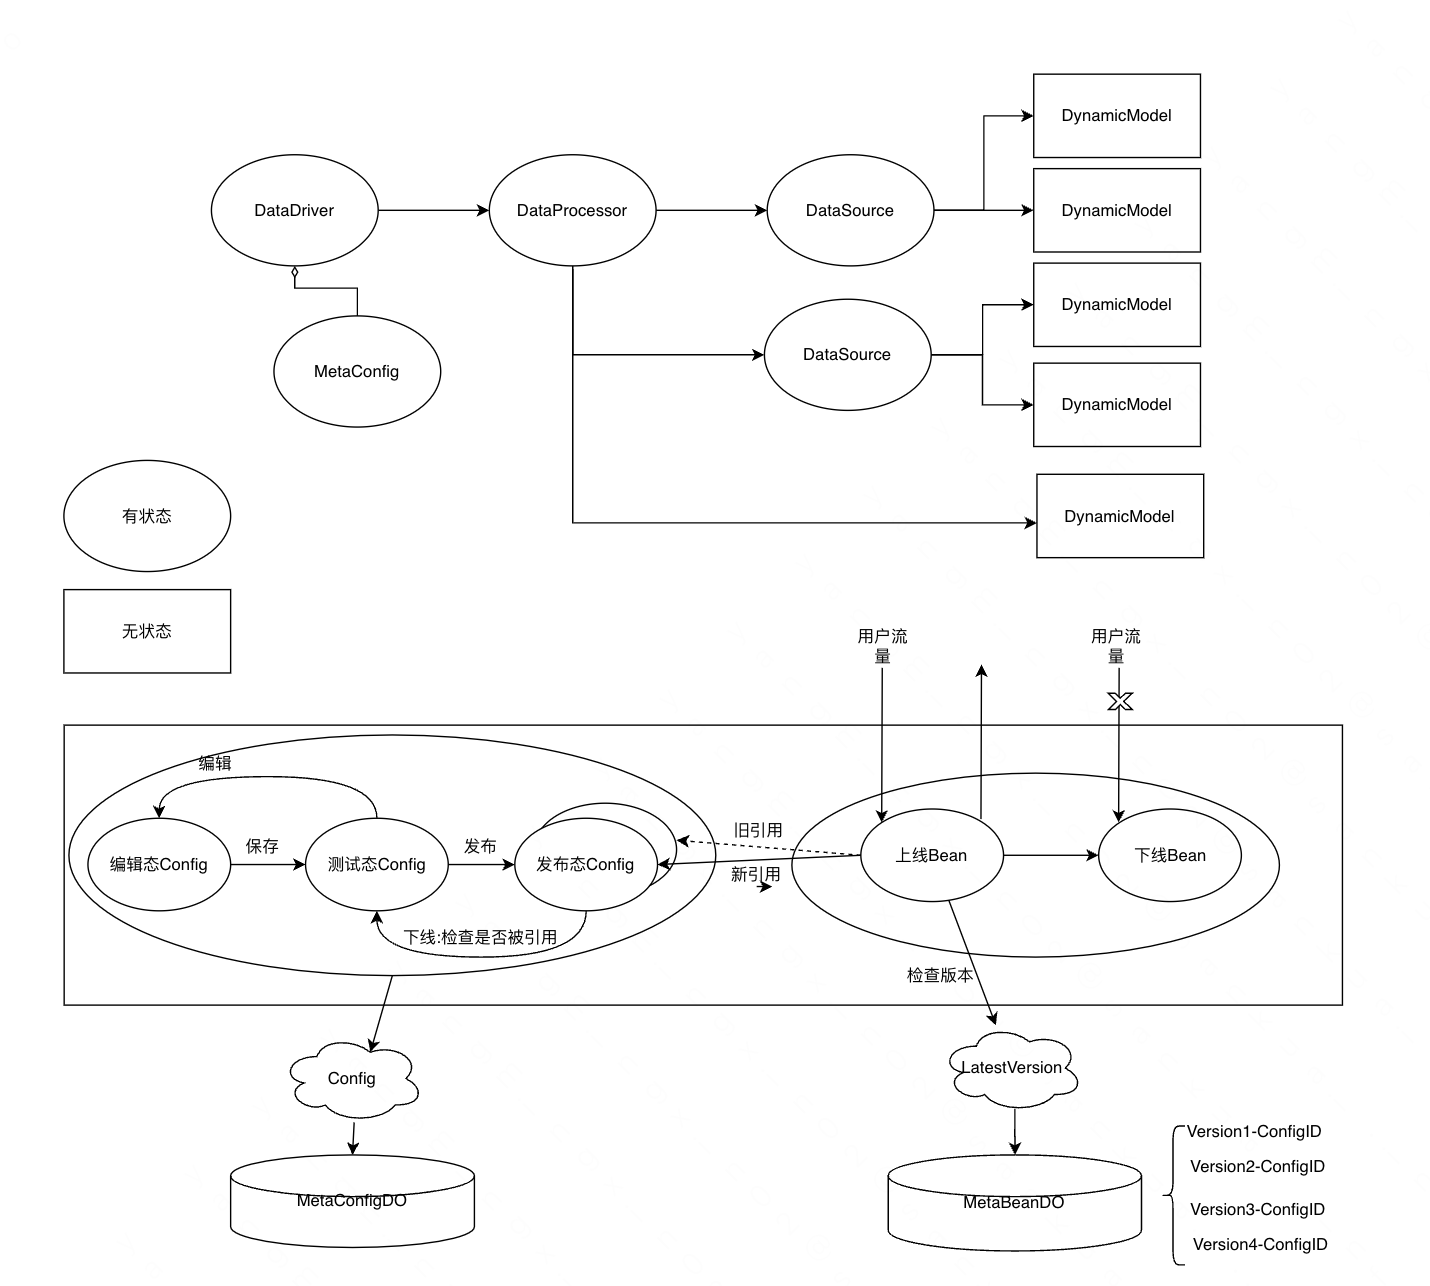 DynamicModel
DataDriver
DataProcessor
DataSource
DynamicModel
DynamicModel
DataSource
MetaConfig
DynamicModel
有状态
DynamicModel
无状态
用户流
量
用户流
量
编辑
编辑态Config
保存
测试态Config
发布
发布态Config
下线:检查是否被引用
旧引用
新引用
上线Bean
下线Bean
检查版本
Config
LatestVersion
MetaConfigDO
MetaBeanDO
Version1-ConfigID
Version2-ConfigID
Version3-ConfigID
Version4-ConfigID